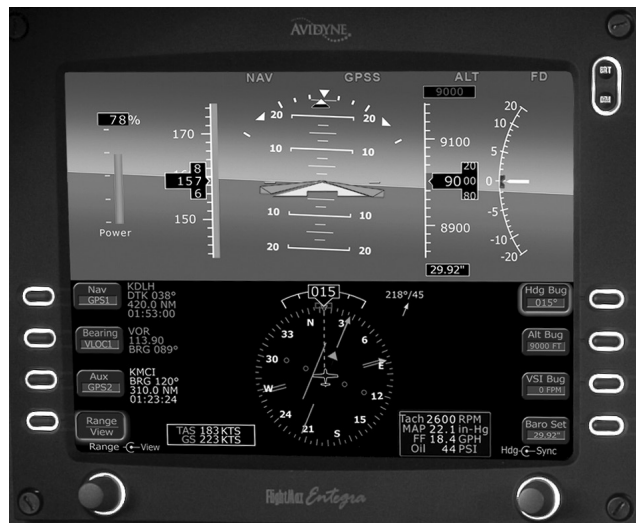 AVIDYNE
BRT
DIM
NAV GPSS ALT FD
9000
78%
Power
170
8
157
6
150
20 20
10 10
10 10
20 20
9100
20
9000
80
8900
29.92"
20
10
5
0
-5
-10
-20
Nav
GPS1
KDLH
DTK 038°
420.0 NM
01:53:00
Bearing
VLOC1
VOR
113.90
BRG 089°
Aux
GPS2
KMCI
BRG 120°
310.0 NM
01:23:24
Range
View
Range View
TAS 183 KTS
GS 223 KTS
015
218°/45
N 3 6 E 12 15 S 21 24 W 30 33
Hdg Bug
015°
Alt Bug
9000 FT
VSI Bug
0 FPM
Baro Set
29.92"
Hdg Sync
Tach 2600 RPM
MAP 22.1 in-Hg
FF 18.4 GPH
Oil 44 PSI
FlightMax Entegra